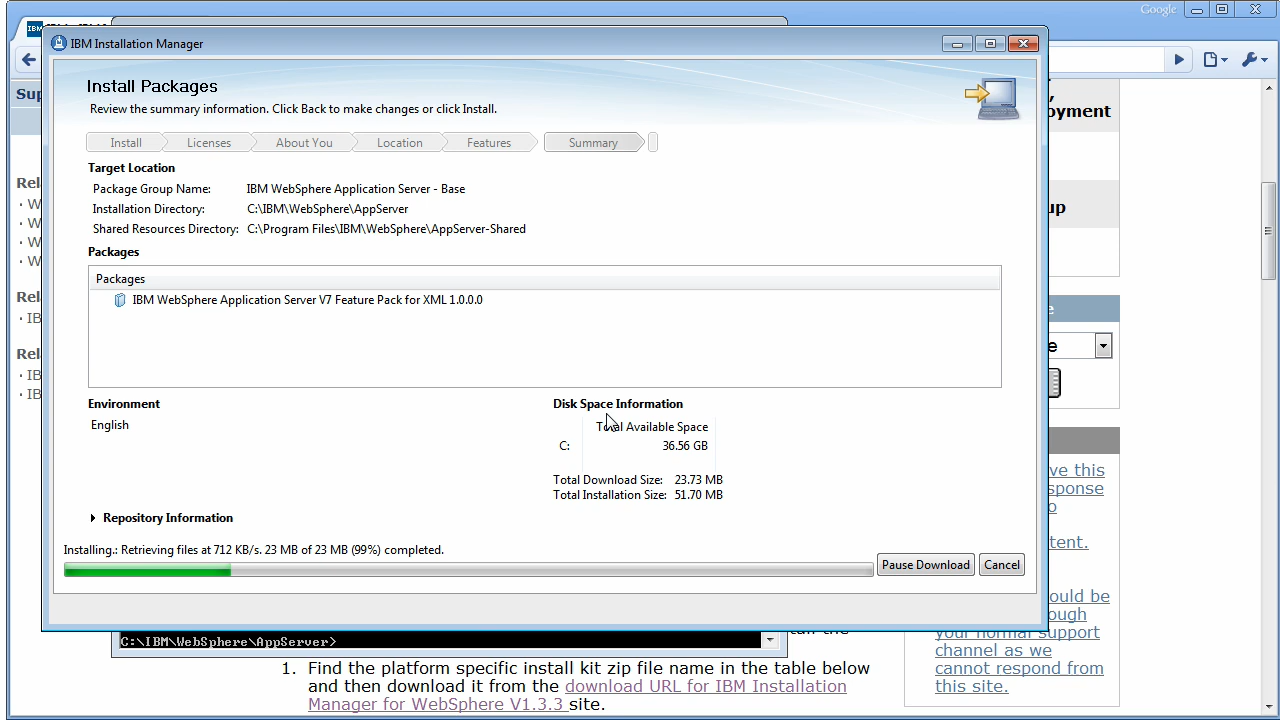 Google
IBM Installation Manager
Install Packages
Review the summary information. Click Back to make changes or click Install.
Install
Licenses
About You
Location
Features
Summary
Target Location
Package Group Name: IBM WebSphere Application Server - Base
Installation Directory: C:\IBM\WebSphere\AppServer
Shared Resources Directory: C:\Program Files\IBM\WebSphere\AppServer-Shared
Packages
Packages
IBM WebSphere Application Server V7 Feature Pack for XML 1.0.0.0
Environment
English
Disk Space Information
Total Available Space
C: 36.56 GB
Total Download Size: 23.73 MB
Total Installation Size: 51.70 MB
Repository Information
Installing.: Retrieving files at 712 KB/s. 23 MB of 23 MB (99%) completed.
Pause Download
Cancel
C:\IBM\WebSphere\AppServer>
1. Find the platform specific install kit zip file name in the table below
and then download it from the download URL for IBM Installation
Manager for WebSphere V1.3.3 site.
Sup
Rel
· W
· W
· W
· W
Rel
· IB
Rel
· IB
· IB
oyment
up
e
e
ve this
sponse
o
tent.
ould be
ough
your normal support
channel as we
cannot respond from
this site.